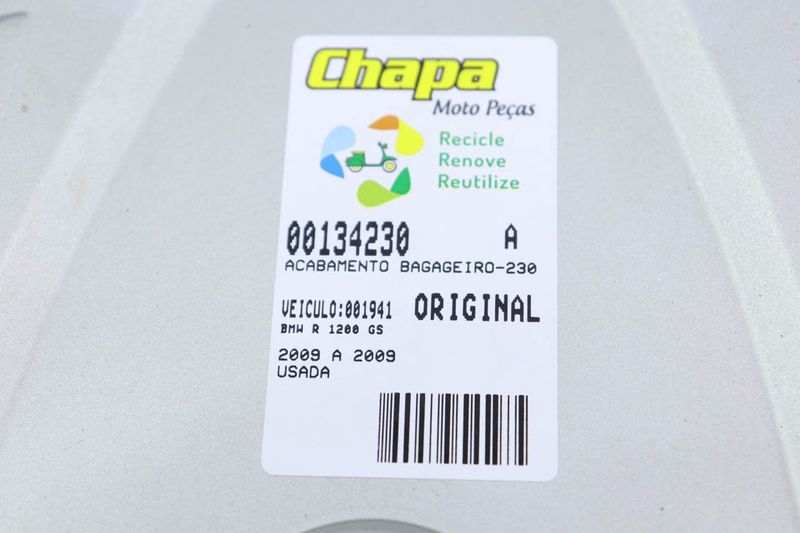 Chapa
Moto Peças
Recicle
Renove
Reutilize
00134230 A
ACABAMENTO BAGAGEIRO-230
VEICULO:001941 ORIGINAL
BMW R 1200 GS
2009 A 2009
USADA